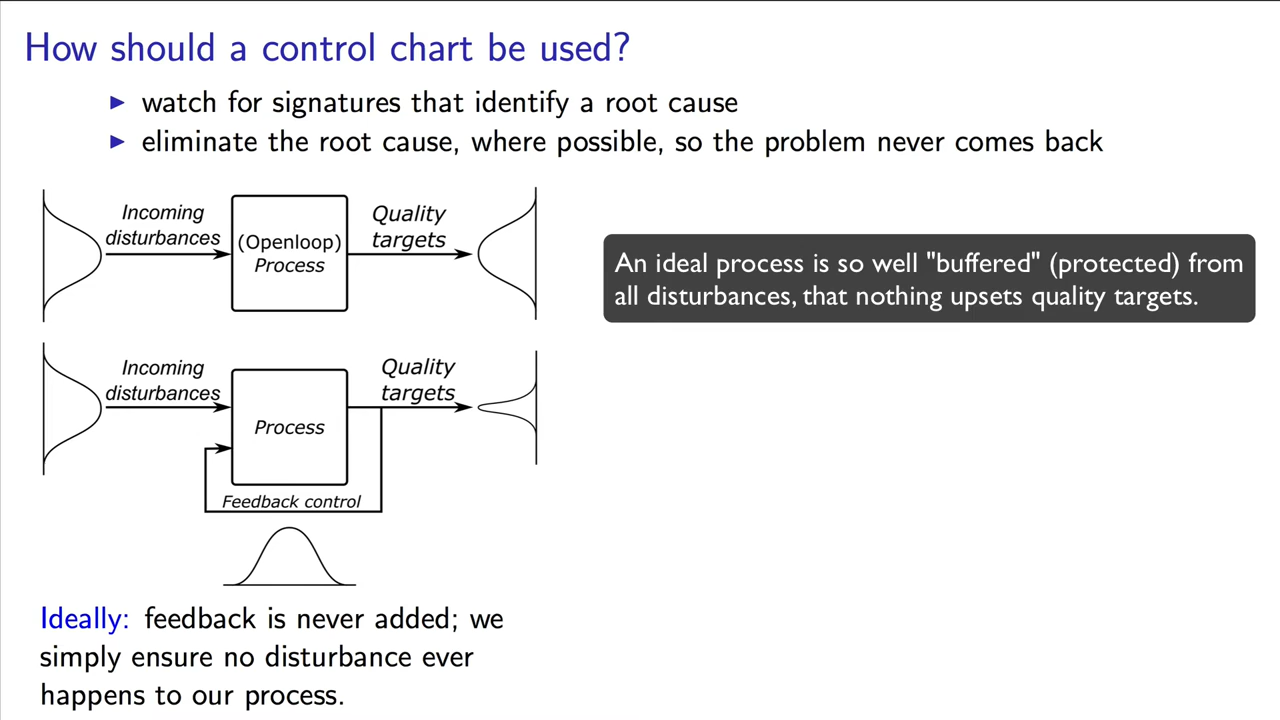 How should a control chart be used?
▶ watch for signatures that identify a root cause
▶ eliminate the root cause, where possible, so the problem never comes back
Incoming
disturbances
(Openloop)
Process
Quality
targets
An ideal process is so well "buffered" (protected) from
all disturbances, that nothing upsets quality targets.
Incoming
disturbances
Process
Quality
targets
Feedback control
Ideally: feedback is never added; we
simply ensure no disturbance ever
happens to our process.